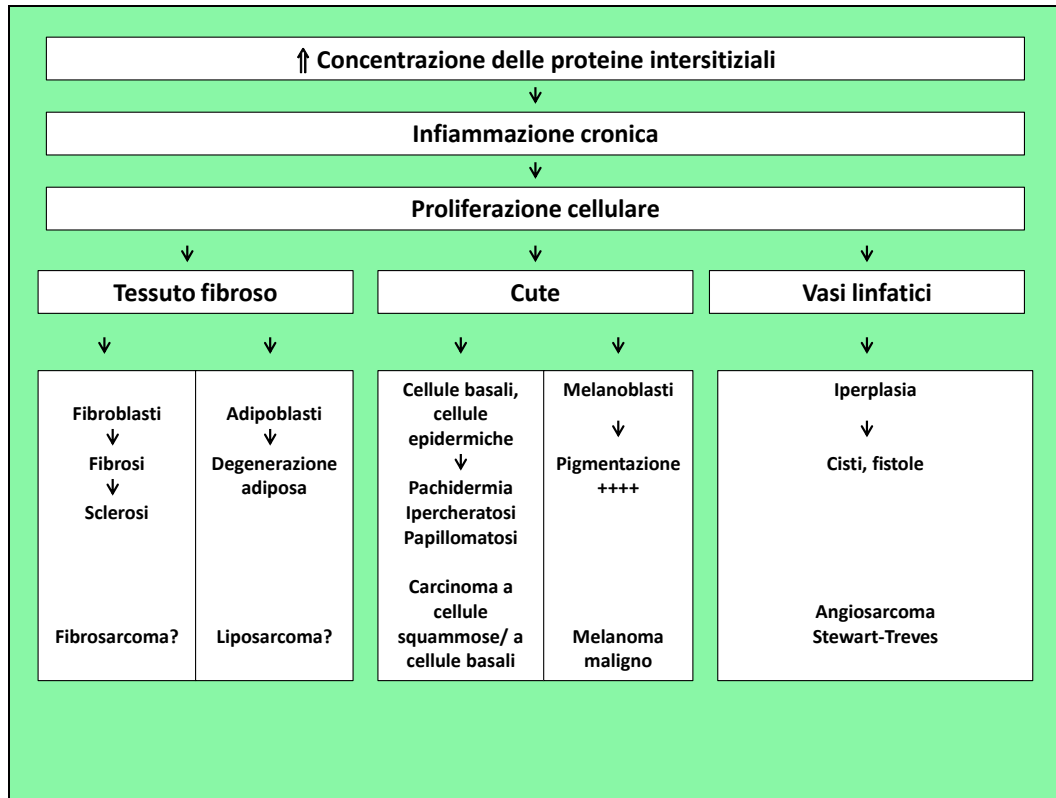 ⇑ Concentrazione delle proteine intersitiziali
Infiammazione cronica
Proliferazione cellulare
Tessuto fibroso
Cute
Vasi linfatici
Fibroblasti
Fibrosi
Sclerosi
Fibrosarcoma?
Adipoblasti
Degenerazione
adiposa
Liposarcoma?
Cellule basali,
cellule
epidermiche
Pachidermia
Ipercheratosi
Papillomatosi
Carcinoma a
cellule
squammose/ a
cellule basali
Melanoblasti
Pigmentazione
++++
Melanoma
maligno
Iperplasia
Cisti, fistole
Angiosarcoma
Stewart-Treves